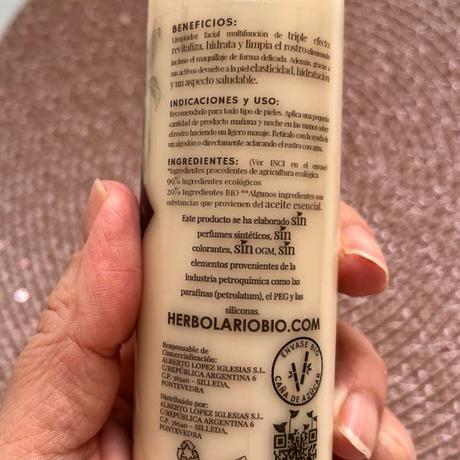 BENEFICIOS:
Limpiador facial multifunción de triple efecto:
revitaliza, hidrata y limpia el rostro eliminando
incluso el maquillaje de forma delicada. Además, gracias a
sus activos devuelve a la piel elasticidad, hidratación
y un aspecto saludable.
INDICACIONES Y USO:
Recomendado para todo tipo de pieles. Aplica una pequeña
cantidad de producto mañana y noche en las manos sobre
el rostro haciendo un ligero masaje. Retíralo con la ayuda de
un algodón o directamente aclarando el rostro con agua.
INGREDIENTES: (Ver INCI en el envase)
*Ingredientes procedentes de agricultura ecológica.
99% Ingredientes ecológicos
20% Ingredientes BIO **Algunos ingredientes son
substancias que provienen del aceite esencial.
Este producto se ha elaborado sin
perfumes sintéticos, sin
colorantes, sin OGM, sin
elementos provenientes de la
industria petroquímica como las
parafinas (petrolatum), el PEG y las
siliconas.
HERBOLARIOBIO.COM
Responsable de
Comercialización:
ALBERTO LOPEZ IGLESIAS S.L.
C/REPÚBLICA ARGENTINA 6
C.P. 36540 - SILLEDA,
PONTEVEDRA
Distribuido por:
ALBERTO LOPEZ IGLESIAS S.L.
C/REPÚBLICA ARGENTINA 6
C.P. 36540 - SILLEDA,
PONTEVEDRA
ENVASE BIO
CAÑA DE AZÚCAR